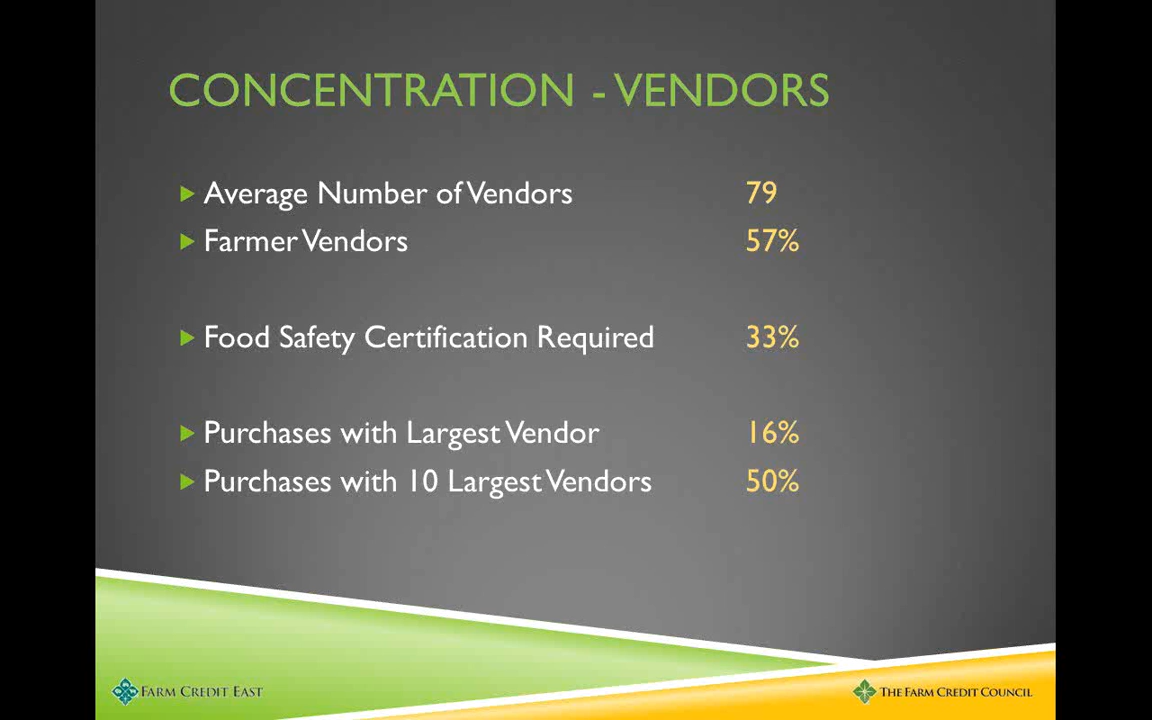 CONCENTRATION - VENDORS
Average Number of Vendors 79
Farmer Vendors 57%
Food Safety Certification Required 33%
Purchases with Largest Vendor 16%
Purchases with 10 Largest Vendors 50%
FARM CREDIT EAST THE FARM CREDIT COUNCIL